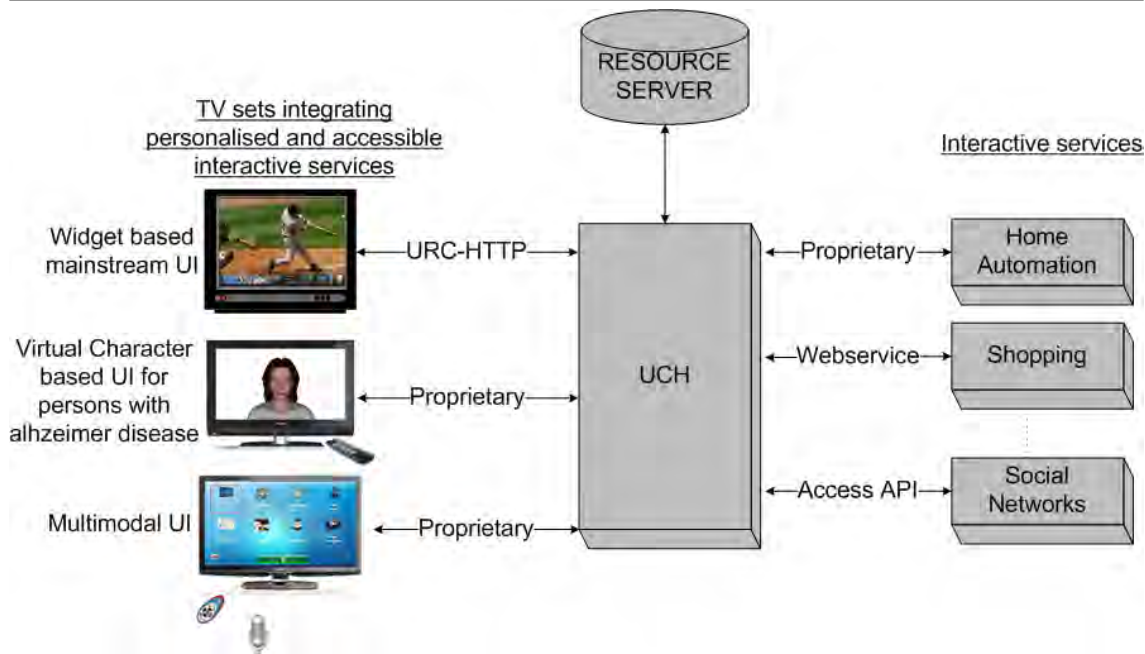 RESOURCE
SERVER
TV sets integrating
personalised and accessible
interactive services
Interactive services
Widget based
mainstream UI
URC-HTTP
UCH
Proprietary
Home
Automation
Virtual Character
based UI for
persons with
alhzeimer disease
Proprietary
Webservice
Shopping
Multimodal UI
Proprietary
Access API
Social
Networks